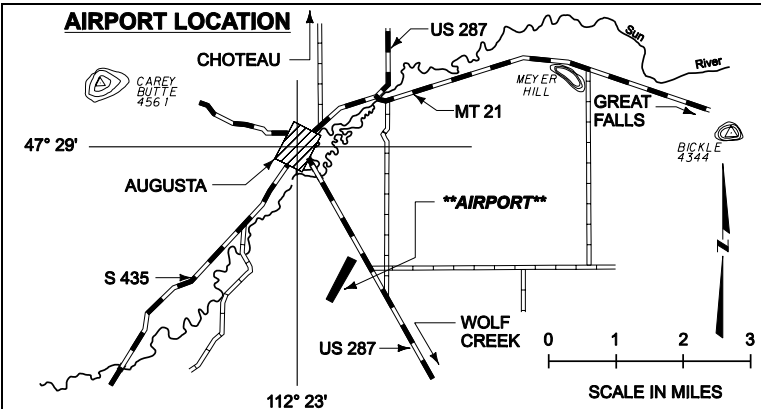 AIRPORT LOCATION
US 287
CHOTEAU
Sun
River
CAREY
BUTTE
4561
MEYER
HILL
MT 21
GREAT
FALLS
47° 29'
BICKLE
4344
AUGUSTA
**AIRPORT**
N
S 435
WOLF
CREEK
US 287
0 1 2 3
SCALE IN MILES
112° 23'